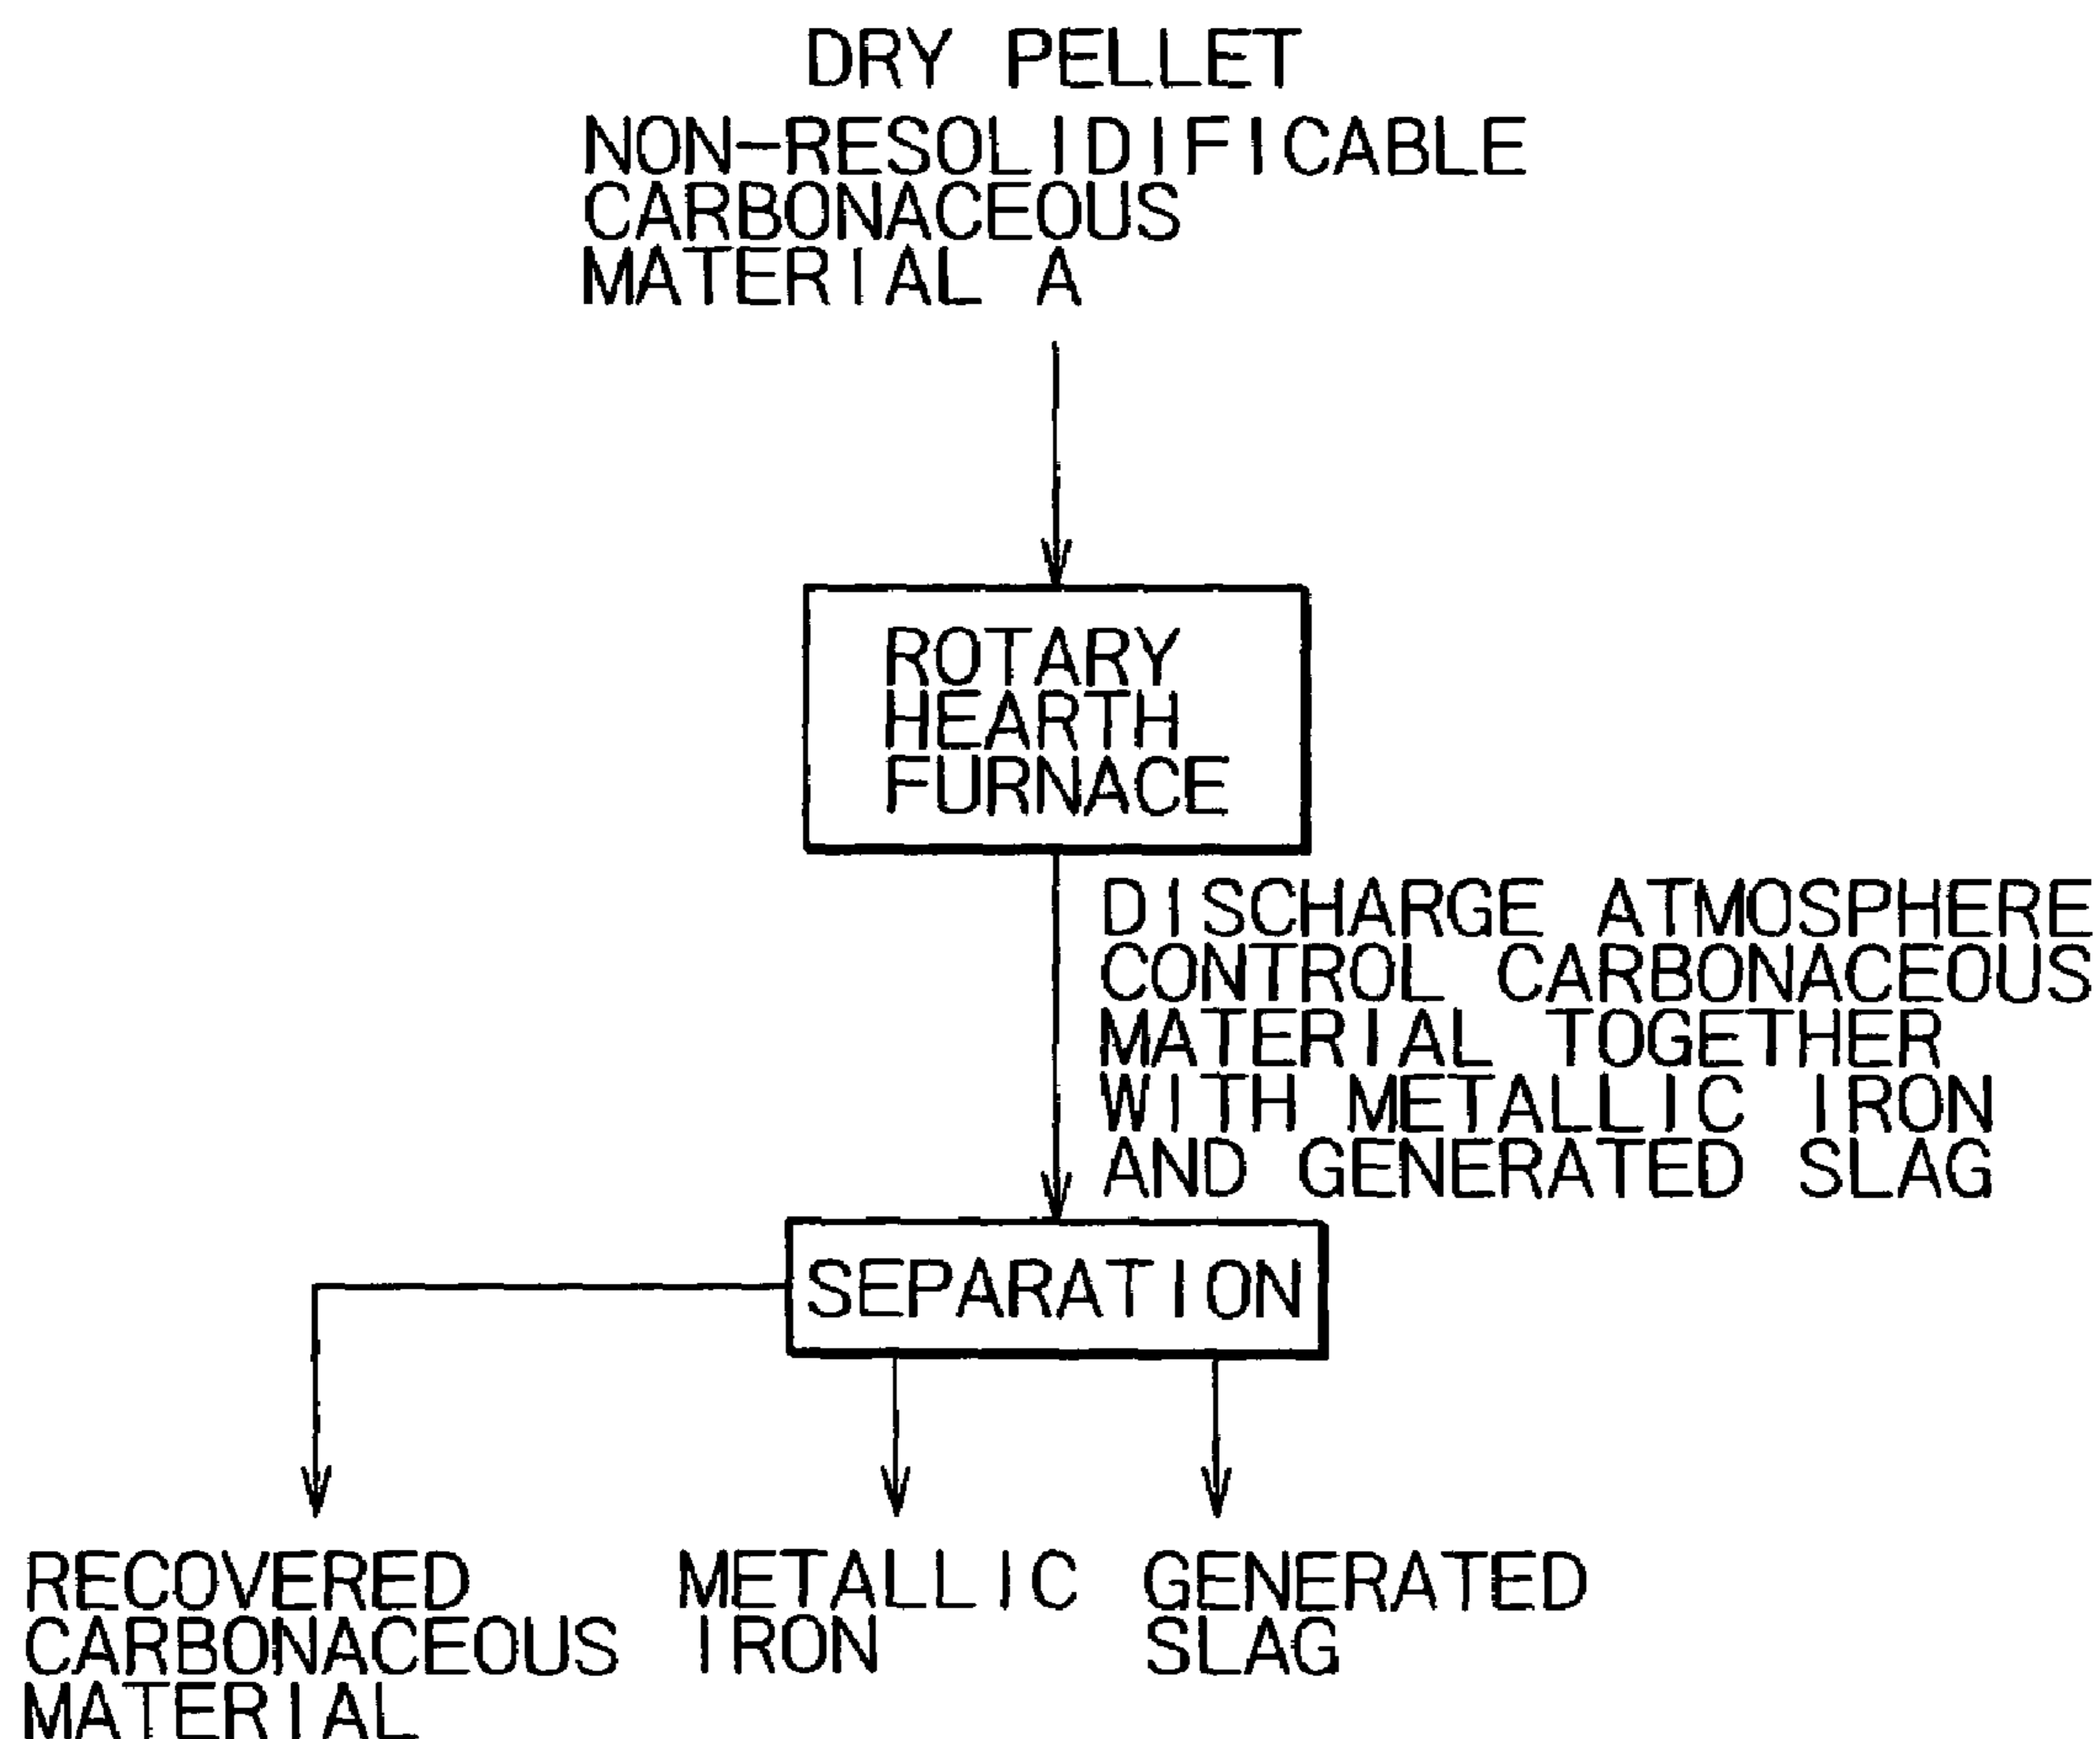 DRY PELLET
NON-RESOLIDIFICABLE
CARBONACEOUS
MATERIAL A
ROTARY
HEARTH
FURNACE
DISCHARGE ATMOSPHERE
CONTROL CARBONACEOUS
MATERIAL TOGETHER
WITH METALLIC IRON
AND GENERATED SLAG
SEPARATION
RECOVERED
CARBONACEOUS
MATERIAL
METALLIC
IRON
GENERATED
SLAG